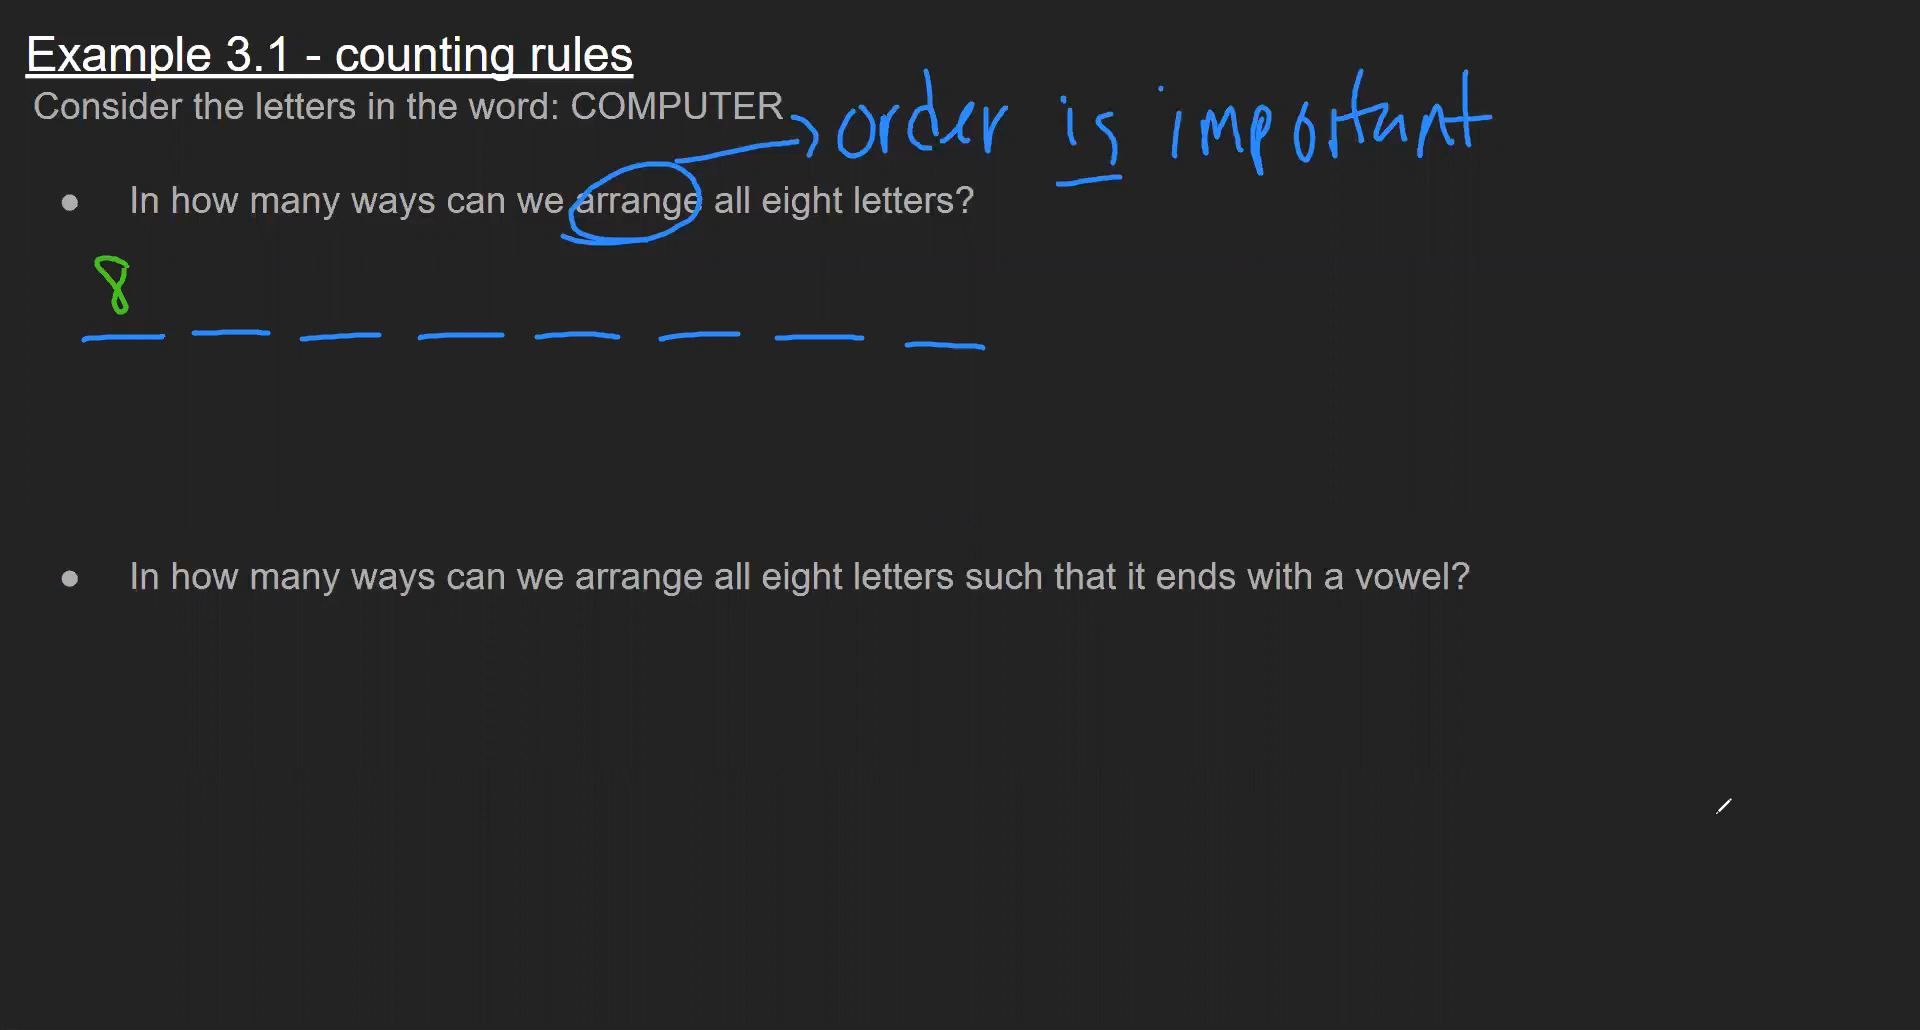 Example 3.1 - counting rules
Consider the letters in the word: COMPUTER
order is important
● In how many ways can we arrange all eight letters?
8
● In how many ways can we arrange all eight letters such that it ends with a vowel?